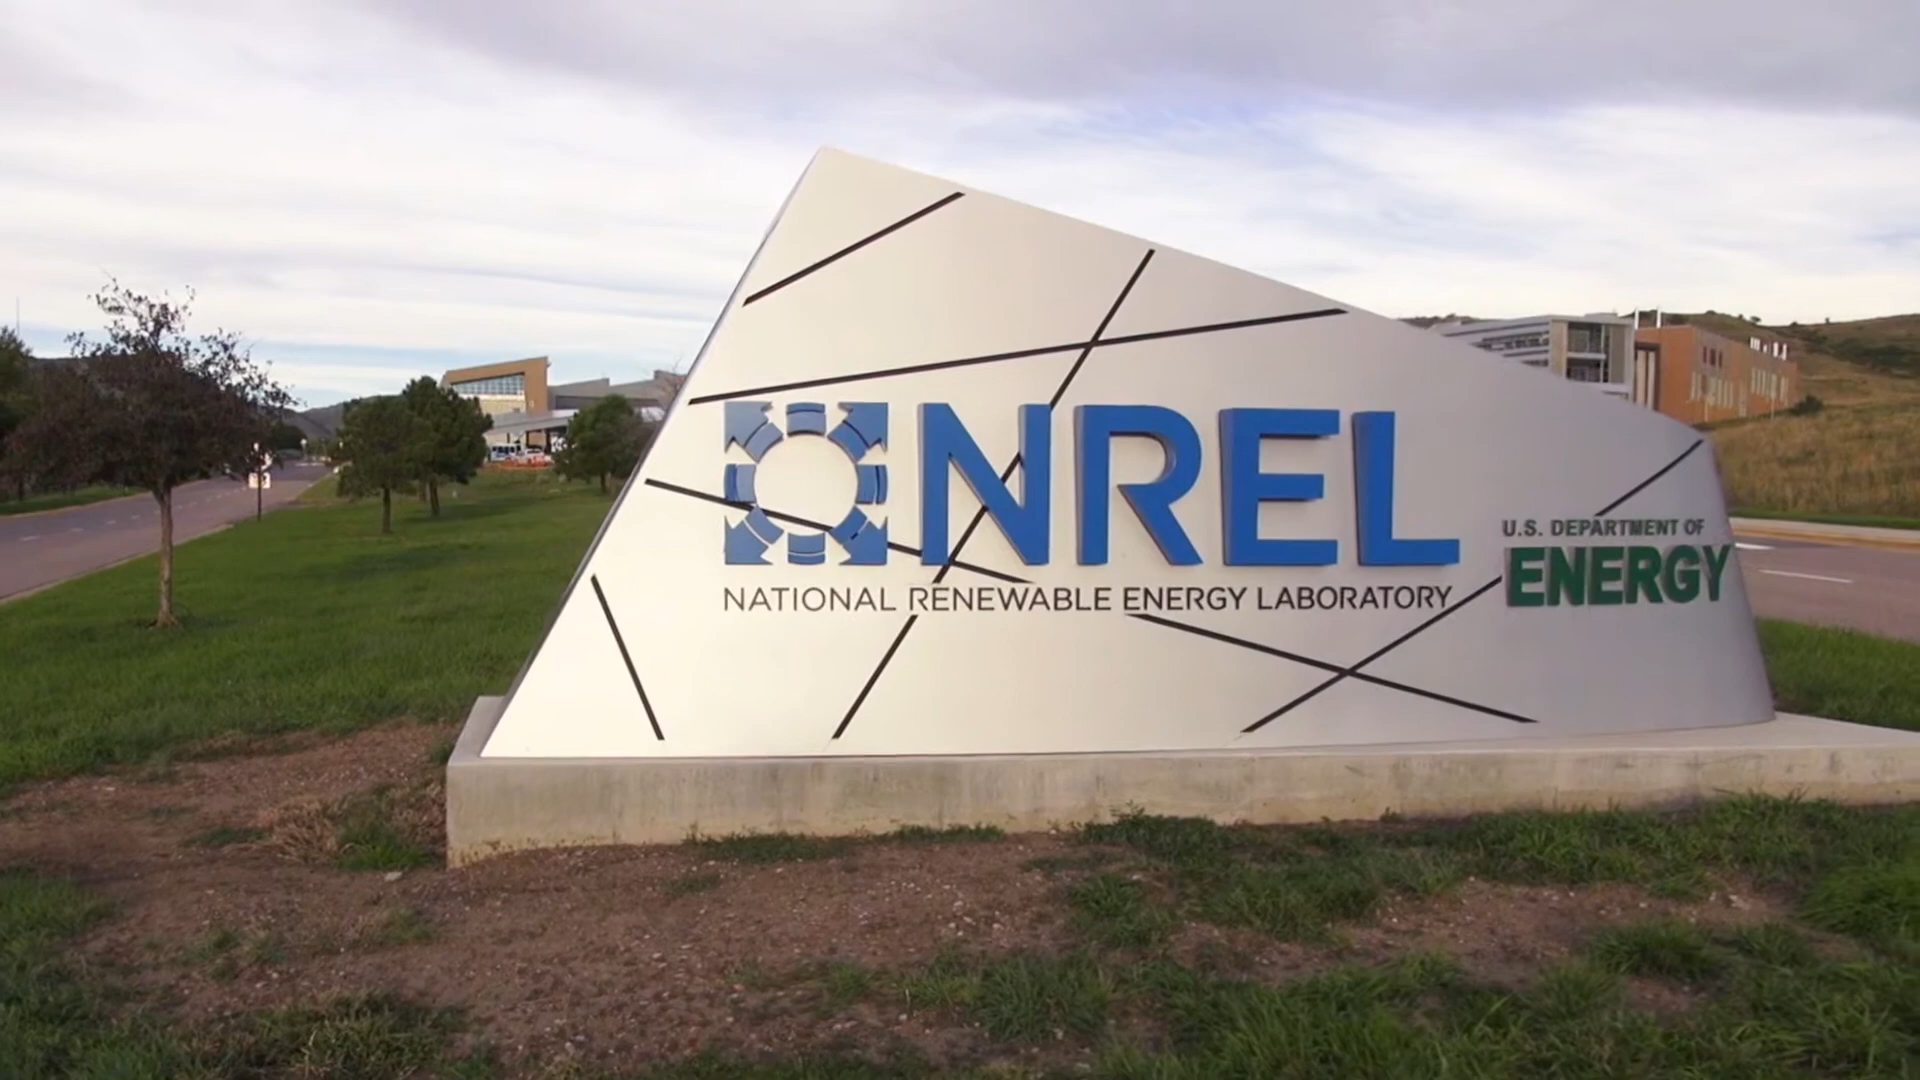 NREL
NATIONAL RENEWABLE ENERGY LABORATORY
U.S. DEPARTMENT OF
ENERGY